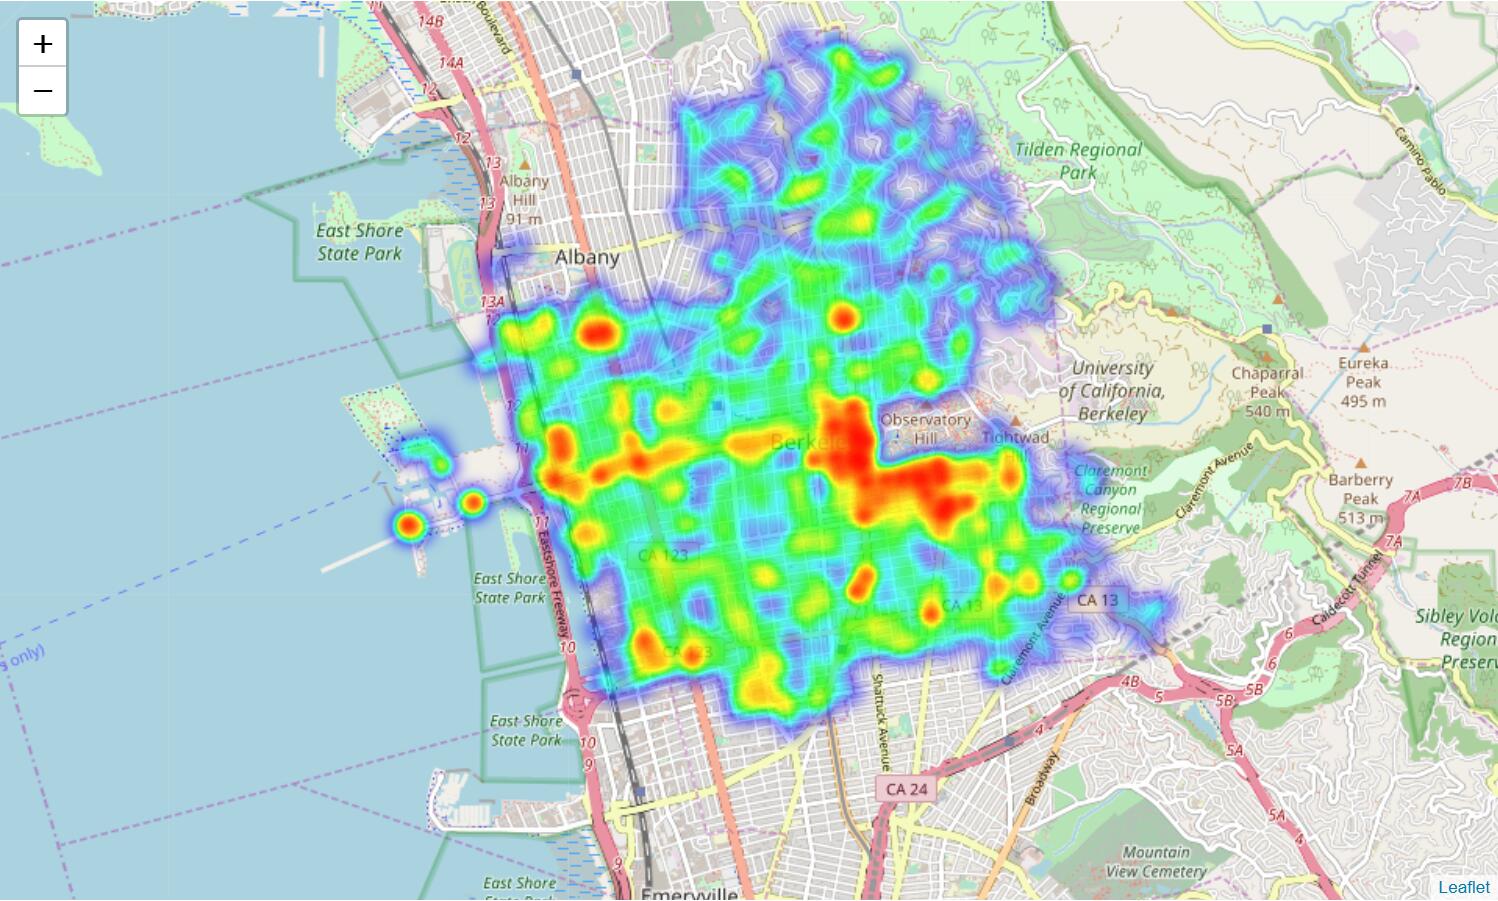 +
−
14B
Boulevard
14A
12
12
13
13
Albany
Hill
91 m
East Shore
State Park
Albany
13A
12
11
11
Tilden Regional
Park
Camino Pablo
University
of California,
Berkeley
Observatory
Hill
Tightwad
Hill
Claremont
Canyon
Regional
Preserve
Claremont Avenue
Chaparral
Peak
540 m
Eureka
Peak
495 m
Barberry
Peak
513 m
7A
7B
7A
Caldecott Tunnel
Sibley Volc
Region
Preserv
CA 123
CA 13
CA 13
Claremont Avenue
East Shore
State Park
Eastshore Freeway
10
s only)
East Shore
State Park
10
9
Shattuck Avenue
4B
5
5B
5B
6
6
5A
5A
4
4
Broadway
CA 24
9
Mountain
View Cemetery
East Shore
Emeryville
Leaflet